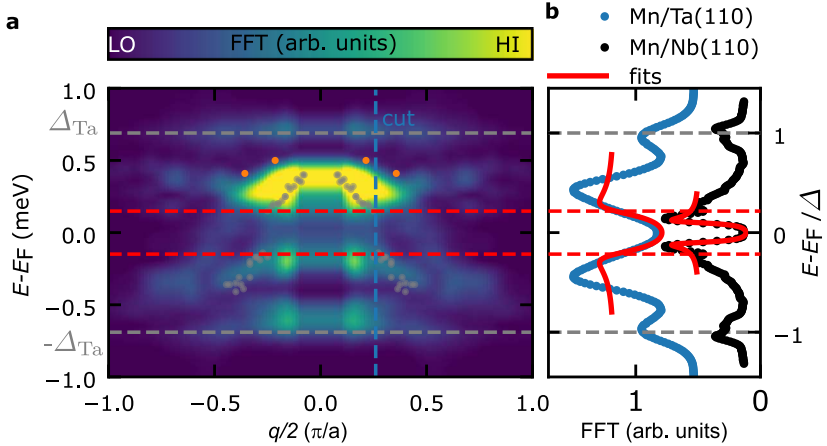 a
LO FFT (arb. units) HI
b
Mn/Ta(110)
Mn/Nb(110)
fits
1.0
0.5
0.0
−0.5
−1.0
Δ_Ta
-Δ_Ta
E-E_F (meV)
cut
−1.0 −0.5 0.0 0.5 1.0
q/2 (π/a)
1
0
−1
E-E_F/Δ
1 0
FFT (arb. units)